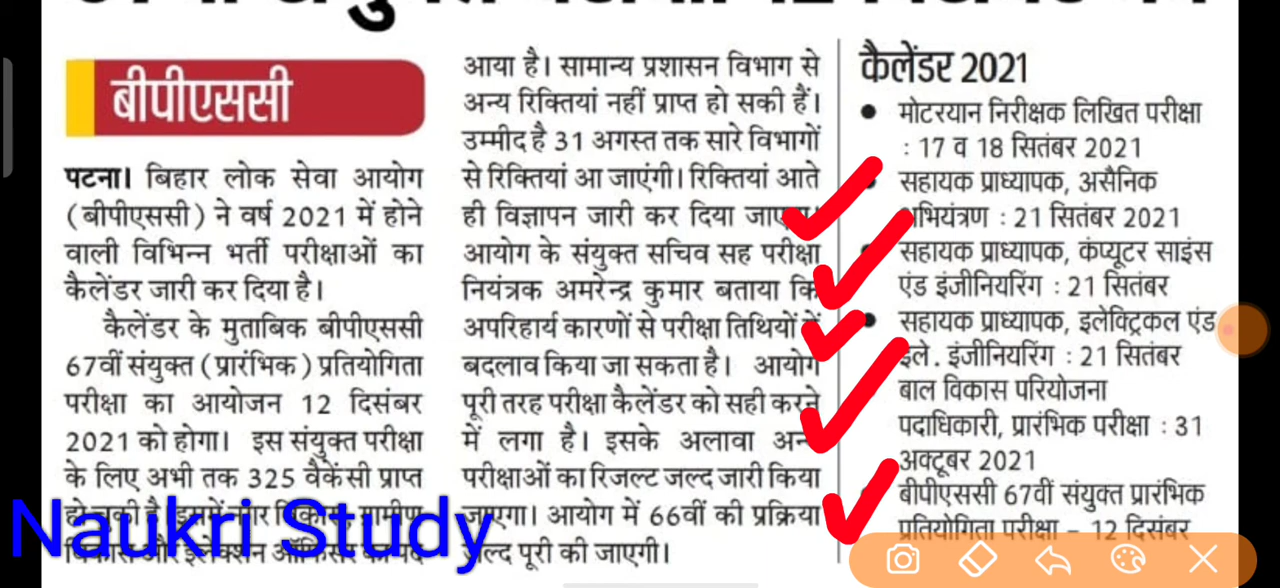 बीपीएससी
पटना। बिहार लोक सेवा आयोग
(बीपीएससी) ने वर्ष 2021 में होने
वाली विभिन्न भर्ती परीक्षाओं का
कैलेंडर जारी कर दिया है।
कैलेंडर के मुताबिक बीपीएससी
67वीं संयुक्त (प्रारंभिक) प्रतियोगिता
परीक्षा का आयोजन 12 दिसंबर
2021 को होगा। इस संयुक्त परीक्षा
के लिए अभी तक 325 वैकेंसी प्राप्त
Naukri Study
आया है। सामान्य प्रशासन विभाग से
अन्य रिक्तियां नहीं प्राप्त हो सकी हैं।
उम्मीद है 31 अगस्त तक सारे विभागों
से रिक्तियां आ जाएंगी। रिक्तियां आते
ही विज्ञापन जारी कर दिया
आयोग के संयुक्त सचिव सह परीक्षा
नियंत्रक अमरेन्द्र कुमार बताया कि
अपरिहार्य कारणों से परीक्षा तिथियों
बदलाव किया जा सकता है। आयोग
पूरी तरह परीक्षा कैलेंडर को सही करने
में लगा है। इसके अलावा
परीक्षाओं का रिजल्ट जल्द जारी किया
जाएगा। आयोग में 66वीं की प्रक्रिया
जल्द पूरी की जाएगी।
कैलेंडर 2021
● मोटरयान निरीक्षक लिखित परीक्षा
: 17 व 18 सितंबर 2021
सहायक प्राध्यापक, असैनिक
अभियंत्रण : 21 सितंबर 2021
सहायक प्राध्यापक, कंप्यूटर साइंस
एंड इंजीनियरिंग : 21 सितंबर
● सहायक प्राध्यापक, इलेक्ट्रिकल एंड
इले. इंजीनियरिंग : 21 सितंबर
बाल विकास परियोजना
पदाधिकारी, प्रारंभिक परीक्षा : 31
अक्टूबर 2021
बीपीएससी 67वीं संयुक्त प्रारंभिक
प्रतियोगिता परीक्षा - 12 दिसंबर